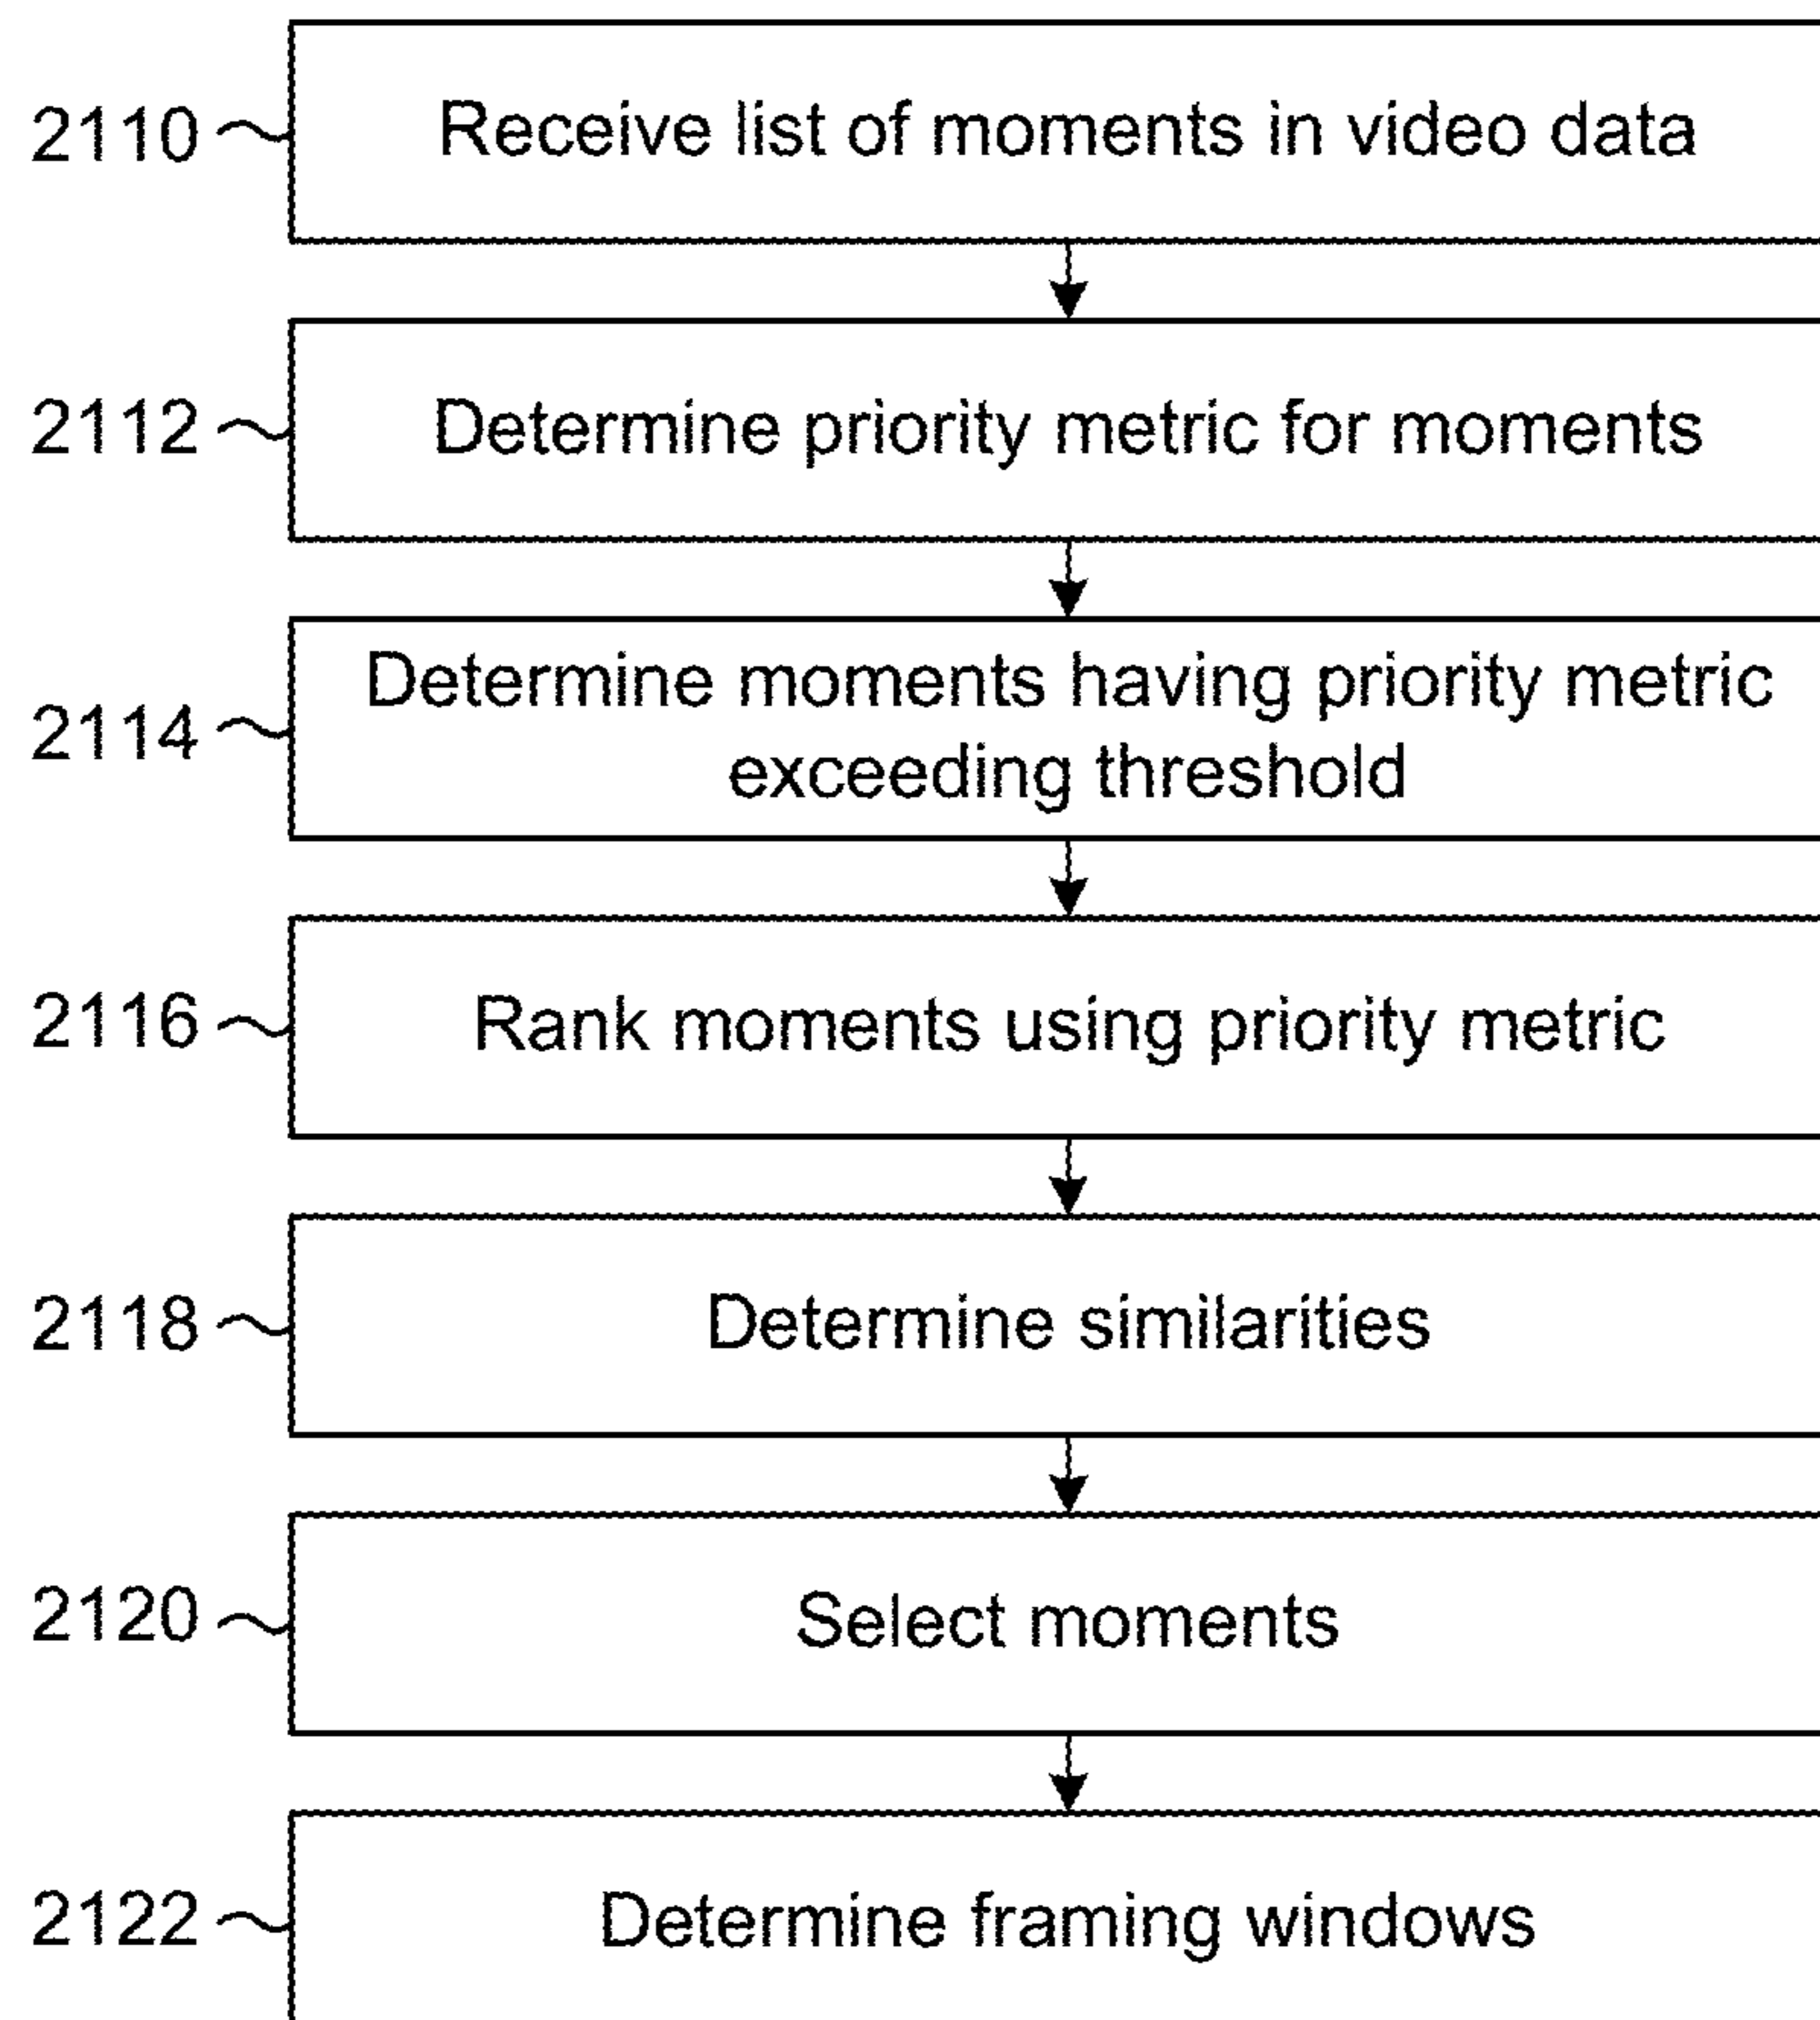 2110 Receive list of moments in video data
2112 Determine priority metric for moments
2114 Determine moments having priority metric
exceeding threshold
2116 Rank moments using priority metric
2118 Determine similarities
2120 Select moments
2122 Determine framing windows